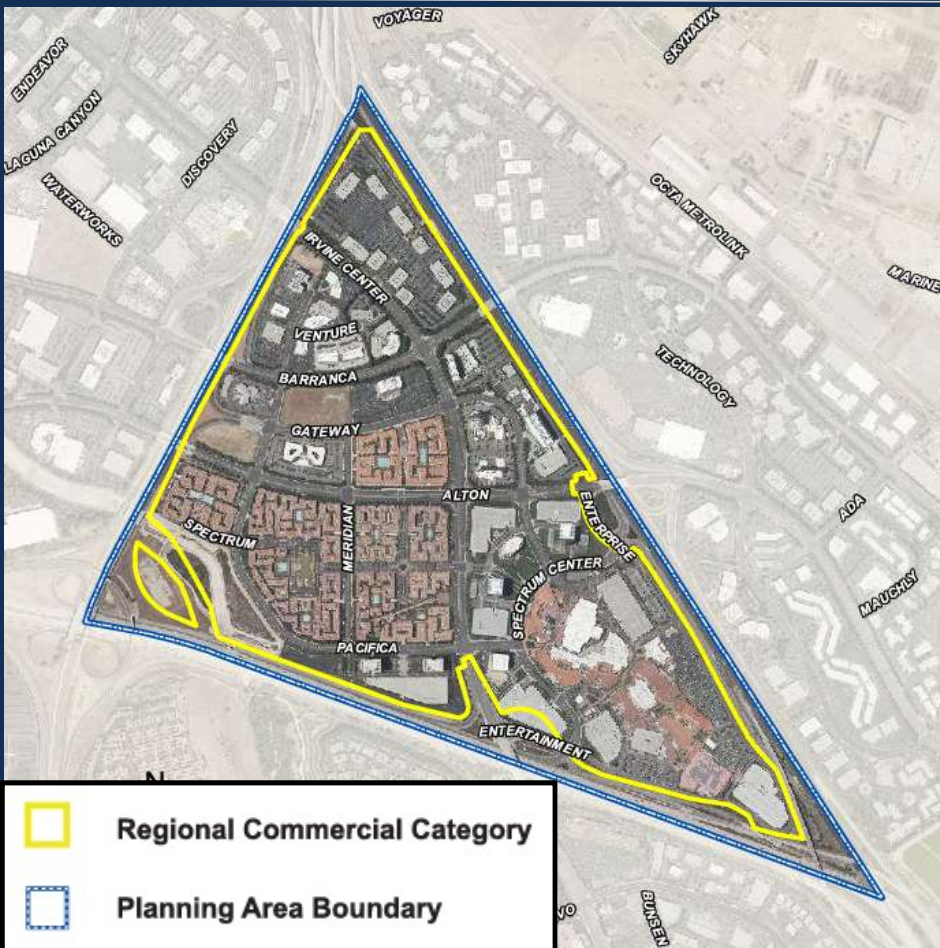 VOYAGER
SKYHAWK
ENDEAVOR
LAGUNA CANYON
DISCOVERY
WATERWORKS
OCTA METROLINK
MARINE
IRVINE CENTER
VENTURE
BARRANCA
TECHNOLOGY
GATEWAY
ALTON
ENTERPRISE
ADA
SPECTRUM
MERIDIAN
SPECTRUM CENTER
MAUCHLY
PACIFICA
ENTERTAINMENT
Regional Commercial Category
Planning Area Boundary
VO
BUNSEN